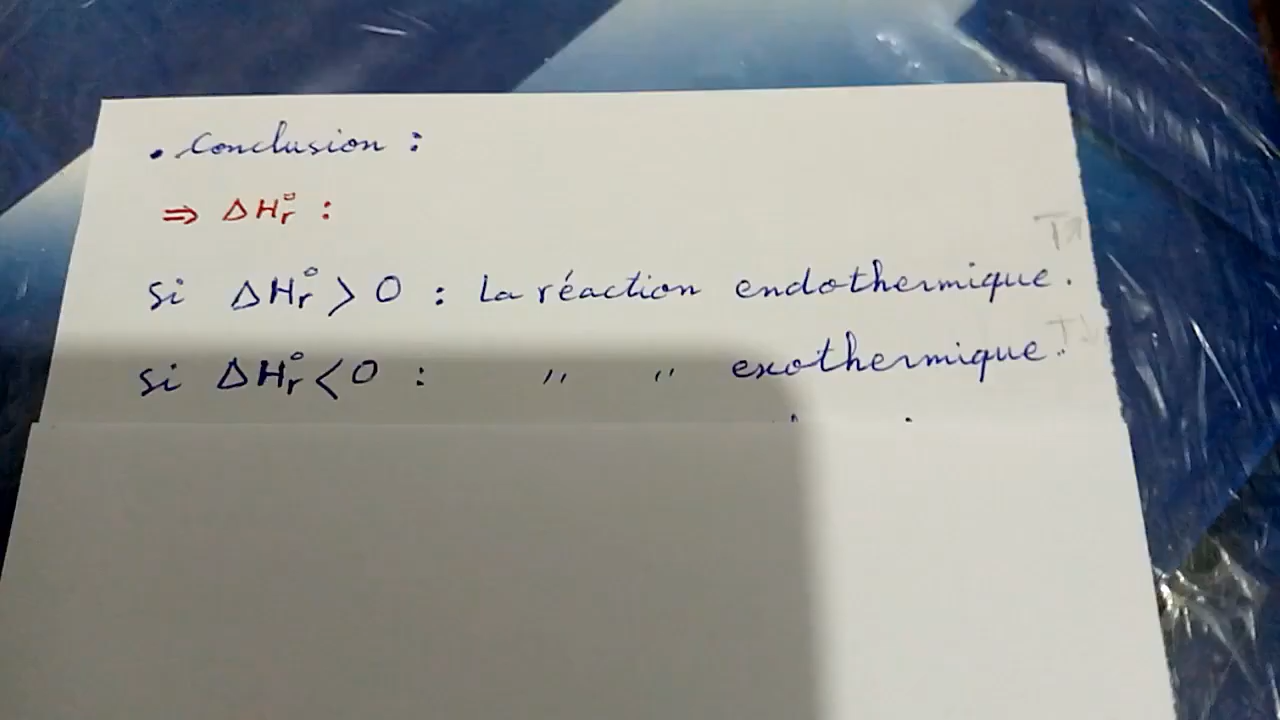 • Conclusion :
⇒ ΔH°r :
Si ΔH°r > 0 : La réaction endothermique.
Si ΔH°r < 0 : " " exothermique.